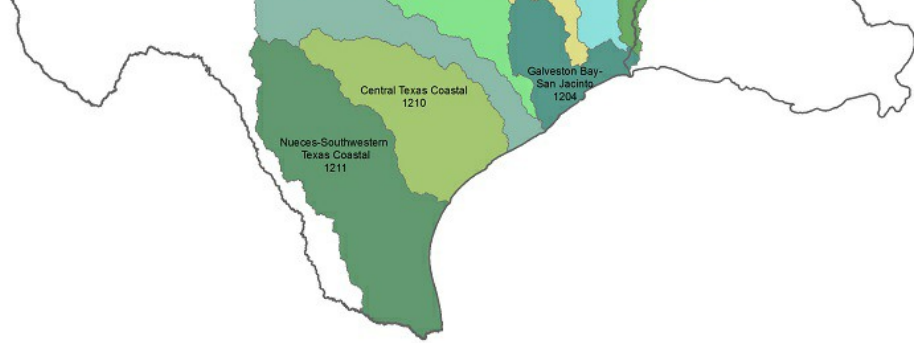 Galveston Bay-
San Jacinto
1204
Central Texas Coastal
1210
Nueces-Southwestern
Texas Coastal
1211